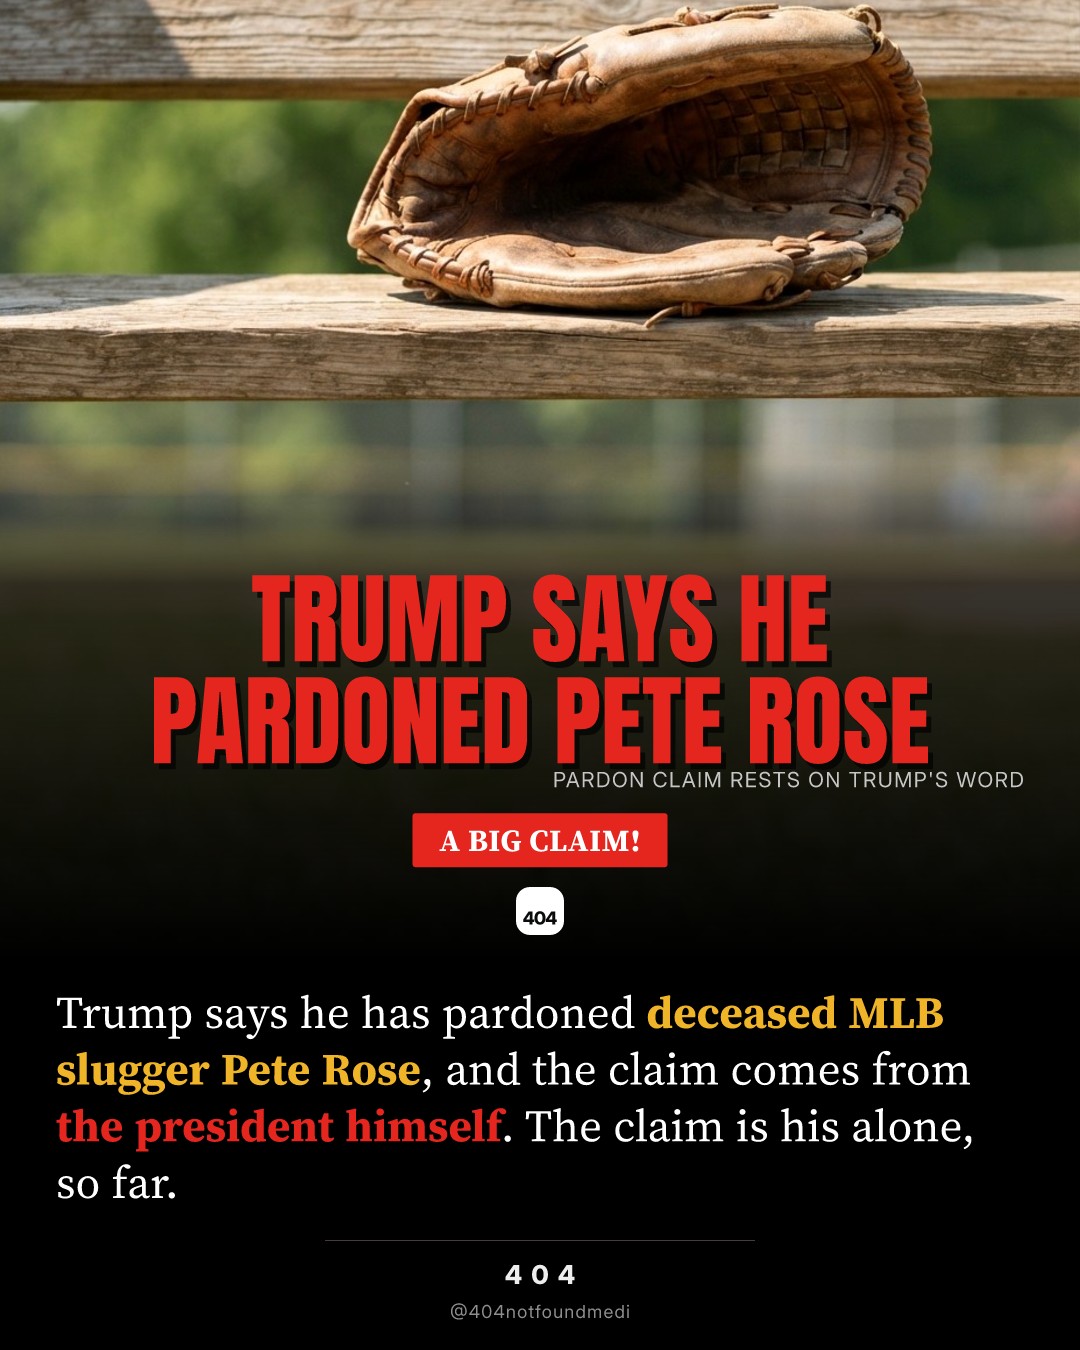 TRUMP SAYS HE
PARDONED PETE ROSE
PARDON CLAIM RESTS ON TRUMP'S WORD
A BIG CLAIM!
404
Trump says he has pardoned deceased MLB
slugger Pete Rose, and the claim comes from
the president himself. The claim is his alone,
so far.
404
@404notfoundmedi